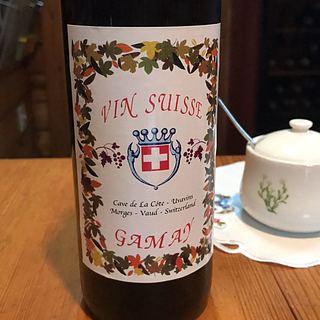 VIN SUISSE
Cave de La Côte - Uvavins
Morges - Vaud - Switzerland
GAMAY